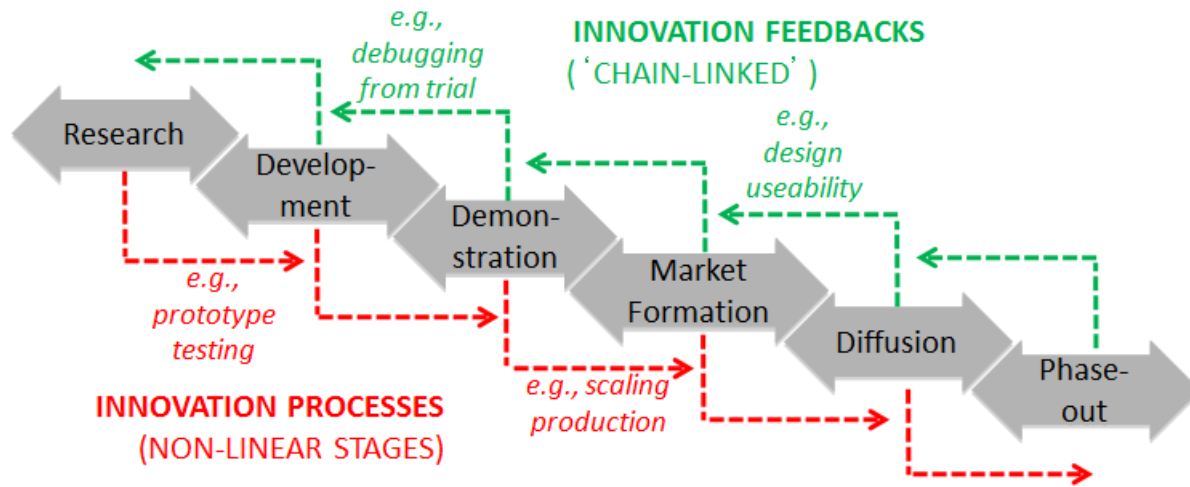 e.g.,
debugging
from trial
INNOVATION FEEDBACKS
( ‘CHAIN-LINKED’ )
e.g.,
design
useability
Research
Develop-
ment
Demon-
stration
Market
Formation
Diffusion
Phase-
out
e.g.,
prototype
testing
e.g., scaling
production
INNOVATION PROCESSES
(NON-LINEAR STAGES)